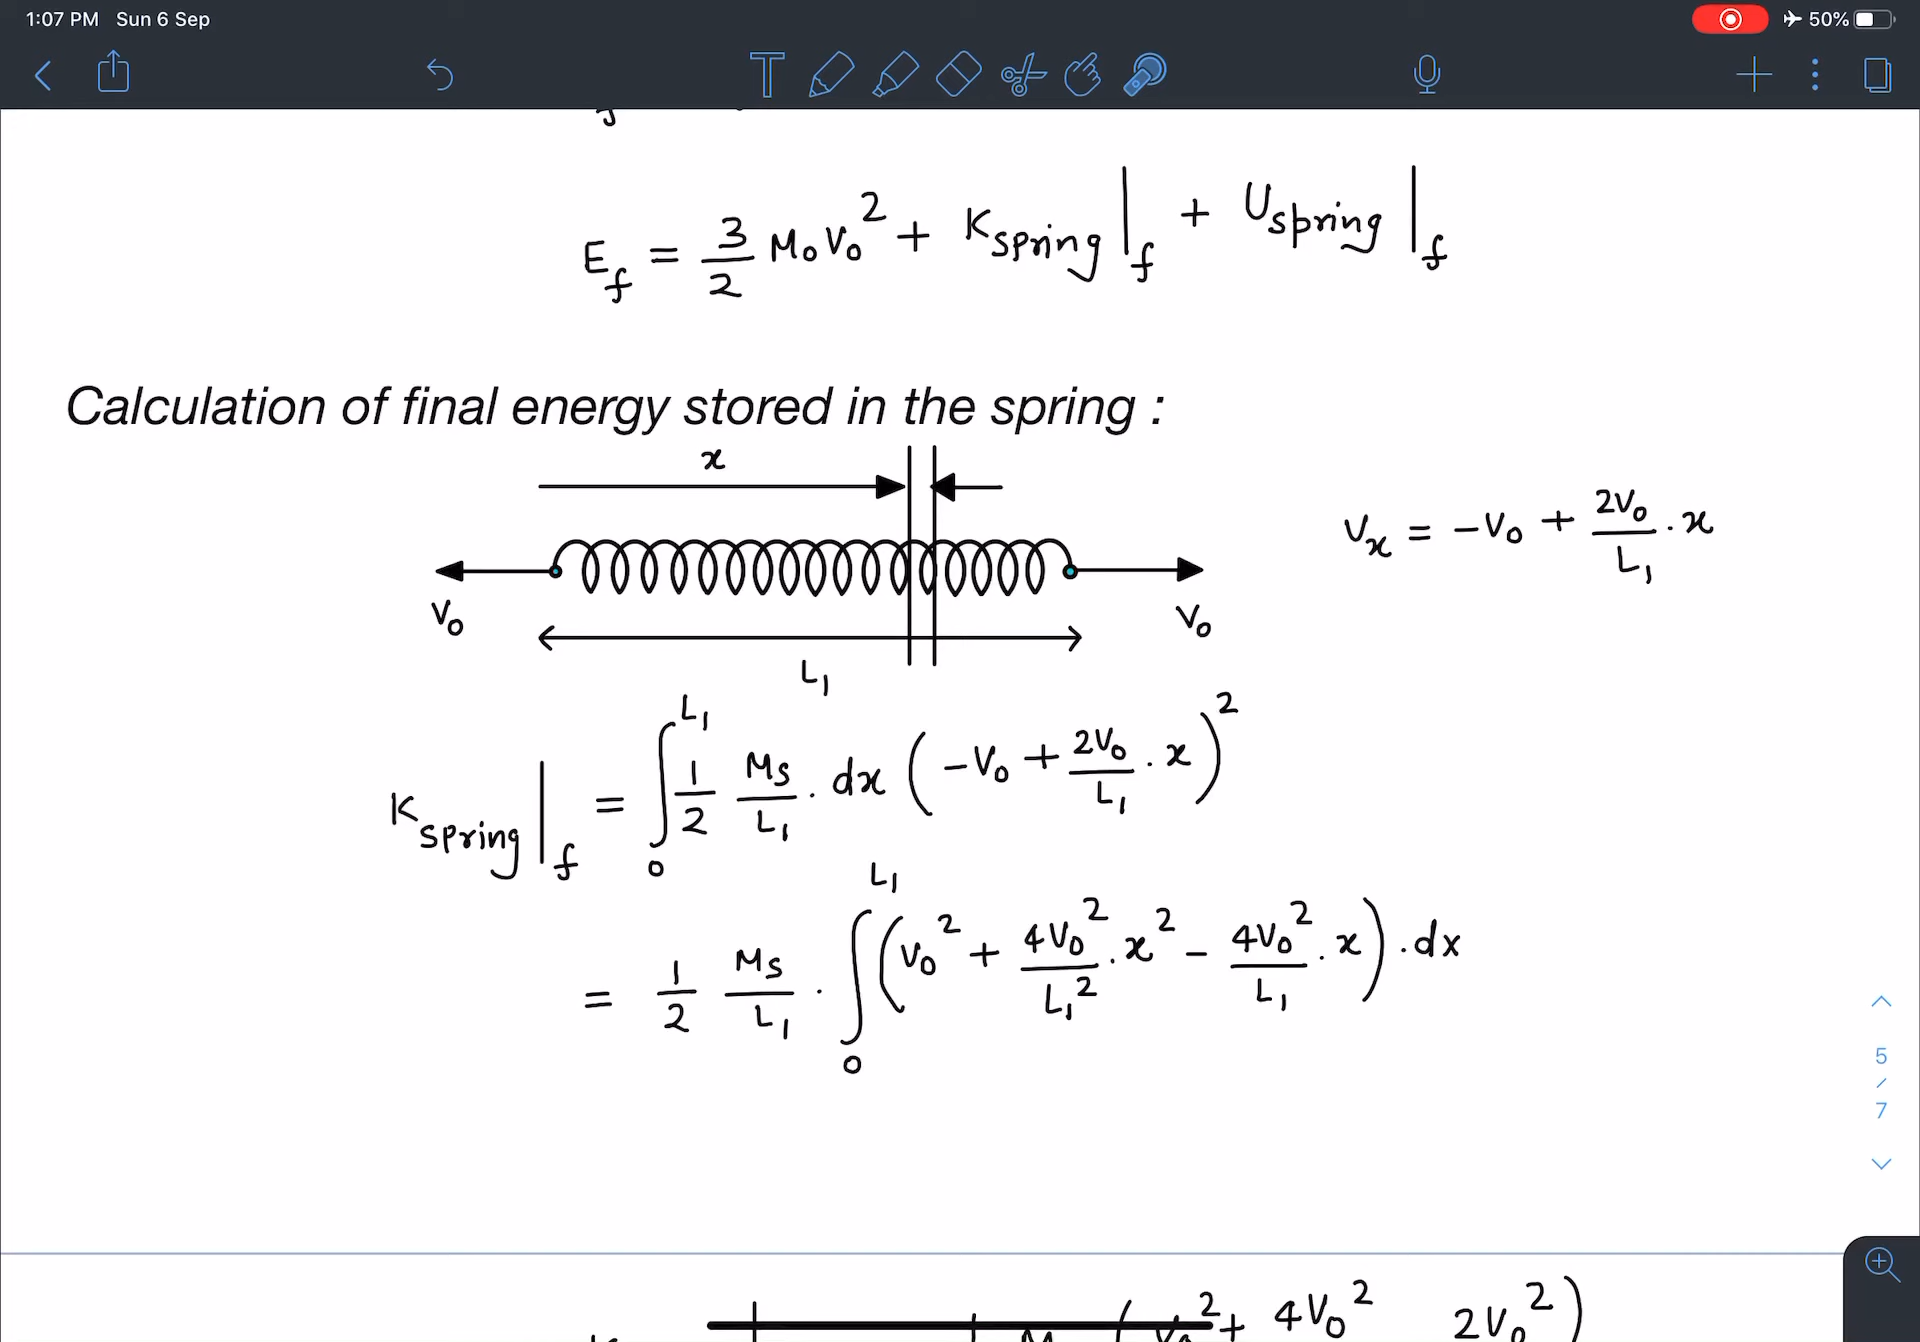 1:07 PM Sun 6 Sep 50%
E_f = 3/2 M₀V₀² + K_spring|_f + U_spring|_f
Calculation of final energy stored in the spring :
x
V_x = -V₀ + 2V₀/L₁ . x
V₀ V₀
L₁
K_spring|_f = ∫₀^L₁ 1/2 Ms/L₁ . dx (-V₀ + 2V₀/L₁ . x)²
= 1/2 Ms/L₁ . ∫₀^L₁ (V₀² + 4V₀²/L₁² . x² - 4V₀²/L₁ . x) . dx
5
/
7
² + 4V₀² 2V₀² )